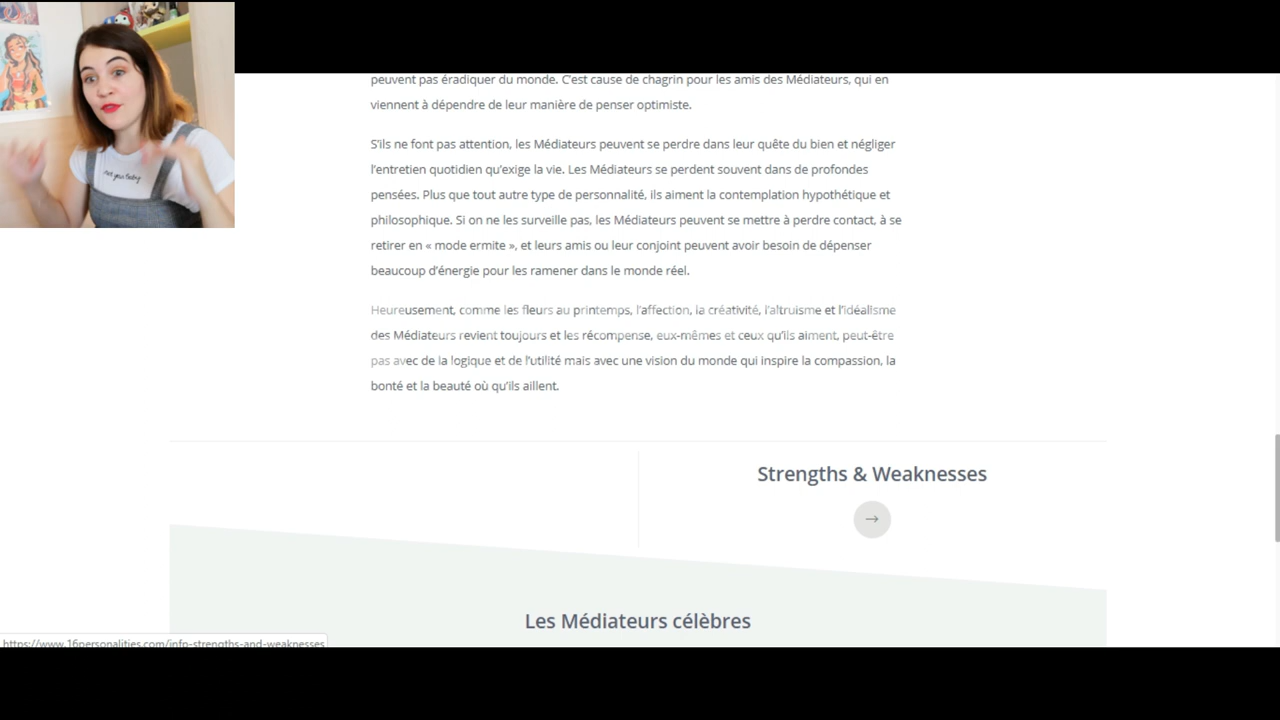 peuvent pas éradiquer du monde. C'est cause de chagrin pour les amis des Médiateurs, qui en
viennent à dépendre de leur manière de penser optimiste.
S'ils ne font pas attention, les Médiateurs peuvent se perdre dans leur quête du bien et négliger
l'entretien quotidien qu'exige la vie. Les Médiateurs se perdent souvent dans de profondes
pensées. Plus que tout autre type de personnalité, ils aiment la contemplation hypothétique et
philosophique. Si on ne les surveille pas, les Médiateurs peuvent se mettre à perdre contact, à se
retirer en « mode ermite », et leurs amis ou leur conjoint peuvent avoir besoin de dépenser
beaucoup d'énergie pour les ramener dans le monde réel.
Heureusement, comme les fleurs au printemps, l'affection, la créativité, l'altruisme et l'idéalisme
des Médiateurs revient toujours et les récompense, eux-mêmes et ceux qu'ils aiment, peut-être
pas avec de la logique et de l'utilité mais avec une vision du monde qui inspire la compassion, la
bonté et la beauté où qu'ils aillent.
Strengths & Weaknesses
→
Les Médiateurs célèbres
https://www.16personalities.com/infp-strengths-and-weaknesses